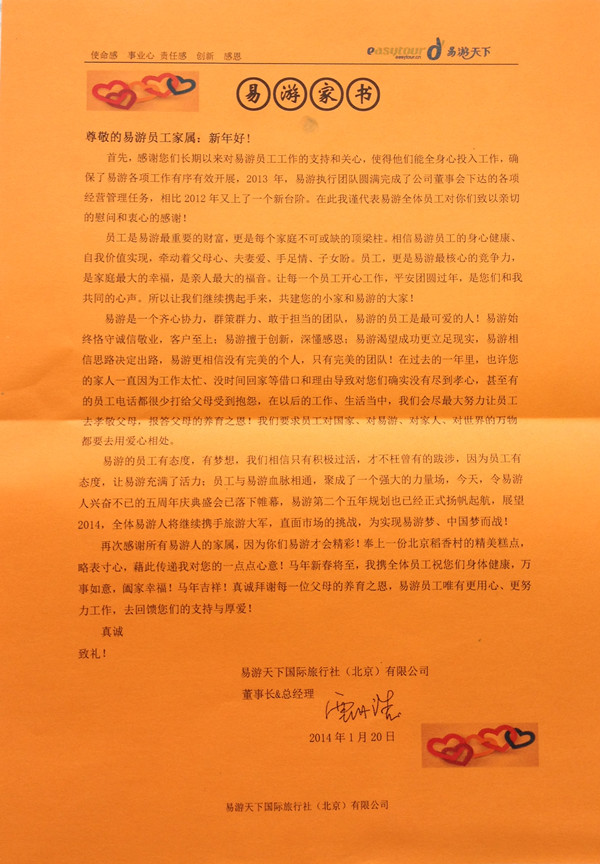 使命感 事业心 责任感 创新 感恩
easytour 易游天下
easytour.cn
易游家书
尊敬的易游员工家属：新年好！
首先，感谢您们长期以来对易游员工工作的支持和关心，使得他们能全身心投入工作，确
保了易游各项工作有序有效开展，2013 年，易游执行团队圆满完成了公司董事会下达的各项
经营管理任务，相比 2012 年又上了一个新台阶。在此我谨代表易游全体员工对你们致以亲切
的慰问和衷心的感谢！
员工是易游最重要的财富，更是每个家庭不可或缺的顶梁柱。相信易游员工的身心健康、
自我价值实现，牵动着父母心、夫妻爱、手足情、子女盼。员工，更是易游最核心的竞争力，
是家庭最大的幸福，是亲人最大的福音。让每一个员工开心工作，平安团圆过年，是您们和我
共同的心声。所以让我们继续携起手来，共建您的小家和易游的大家！
易游是一个齐心协力，群策群力、敢于担当的团队，易游的员工是最可爱的人！易游始
终恪守诚信敬业，客户至上；易游擅于创新，深懂感恩；易游渴望成功更立足现实，易游相
信思路决定出路，易游更相信没有完美的个人，只有完美的团队！在过去的一年里，也许您
的家人一直因为工作太忙、没时间回家等借口和理由导致对您们确实没有尽到孝心，甚至有
的员工电话都很少打给父母受到抱怨，在以后的工作、生活当中，我们会尽最大努力让员工
去孝敬父母，报答父母的养育之恩！我们要求员工对国家、对易游、对家人、对世界的万物
都要去用爱心相处。
易游的员工有态度，有梦想，我们相信只有积极过活，才不枉曾有的跋涉，因为员工有
态度，让易游充满了活力；员工与易游血脉相通，聚成了一个强大的力量场，今天，令易游
人兴奋不已的五周年庆典盛会已落下帷幕，易游第二个五年规划也已经正式扬帆起航，展望
2014，全体易游人将继续携手旅游大军，直面市场的挑战，为实现易游梦、中国梦而战！
再次感谢所有易游人的家属，因为你们易游才会精彩！奉上一份北京稻香村的精美糕点，
略表寸心，藉此传递我对您的一点点心意！马年新春将至，我携全体员工祝您们身体健康，万
事如意，阖家幸福！马年吉祥！真诚拜谢每一位父母的养育之恩，易游员工唯有更用心、更努
力工作，去回馈您们的支持与厚爱！
真诚
致礼！
易游天下国际旅行社（北京）有限公司
董事长&总经理
2014 年 1 月 20 日
易游天下国际旅行社（北京）有限公司